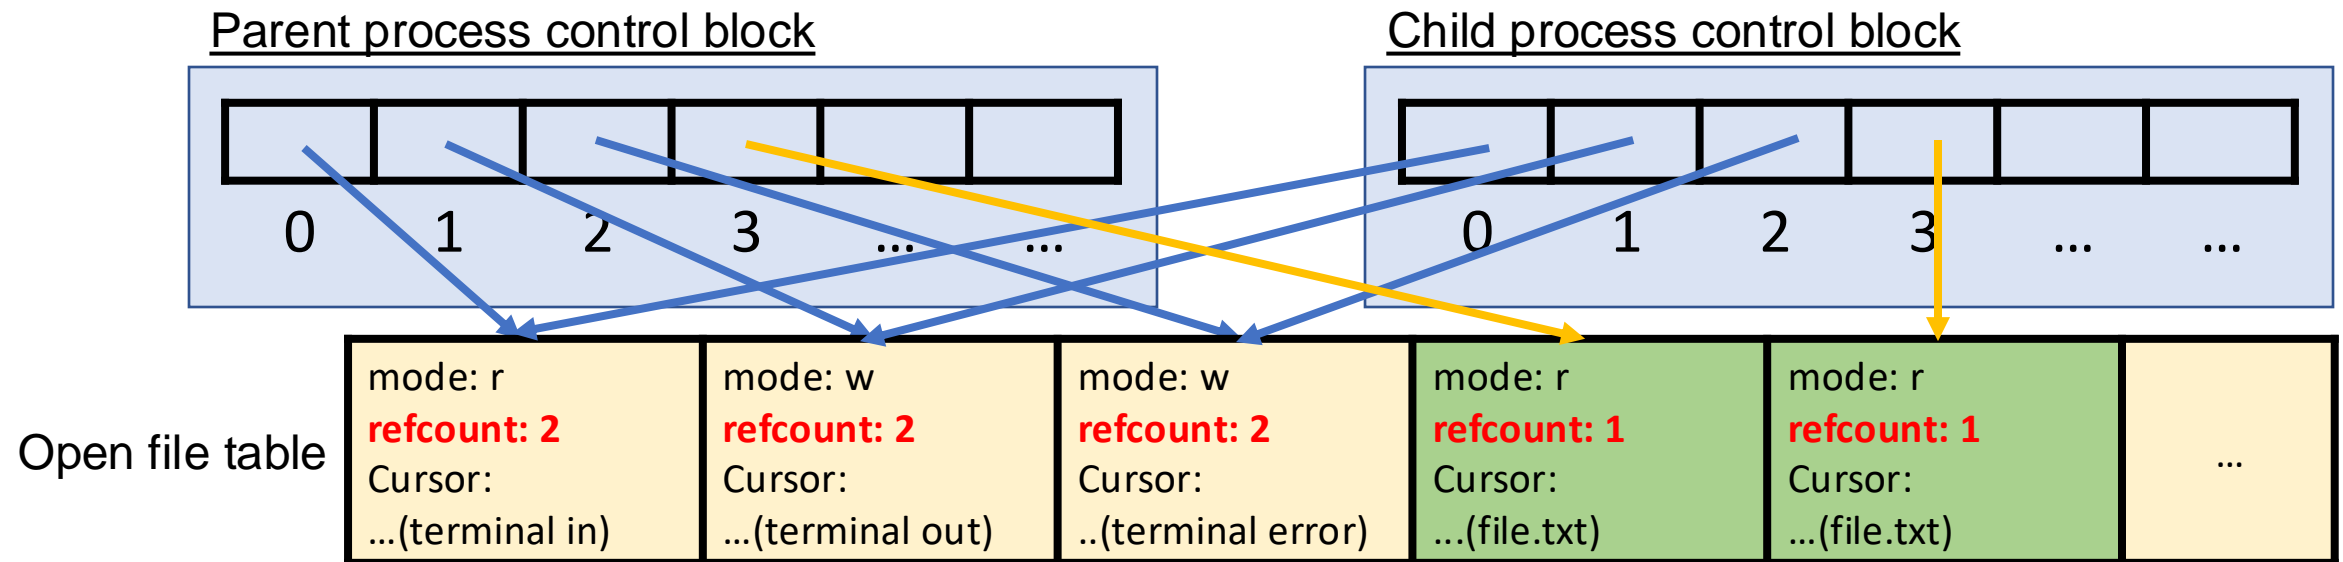 Parent process control block
Child process control block
0 1 2 3 … …
0 1 2 3 … …
Open file table
mode: r
refcount: 2
Cursor:
…(terminal in)
mode: w
refcount: 2
Cursor:
…(terminal out)
mode: w
refcount: 2
Cursor:
..(terminal error)
mode: r
refcount: 1
Cursor:
...(file.txt)
mode: r
refcount: 1
Cursor:
…(file.txt)
…